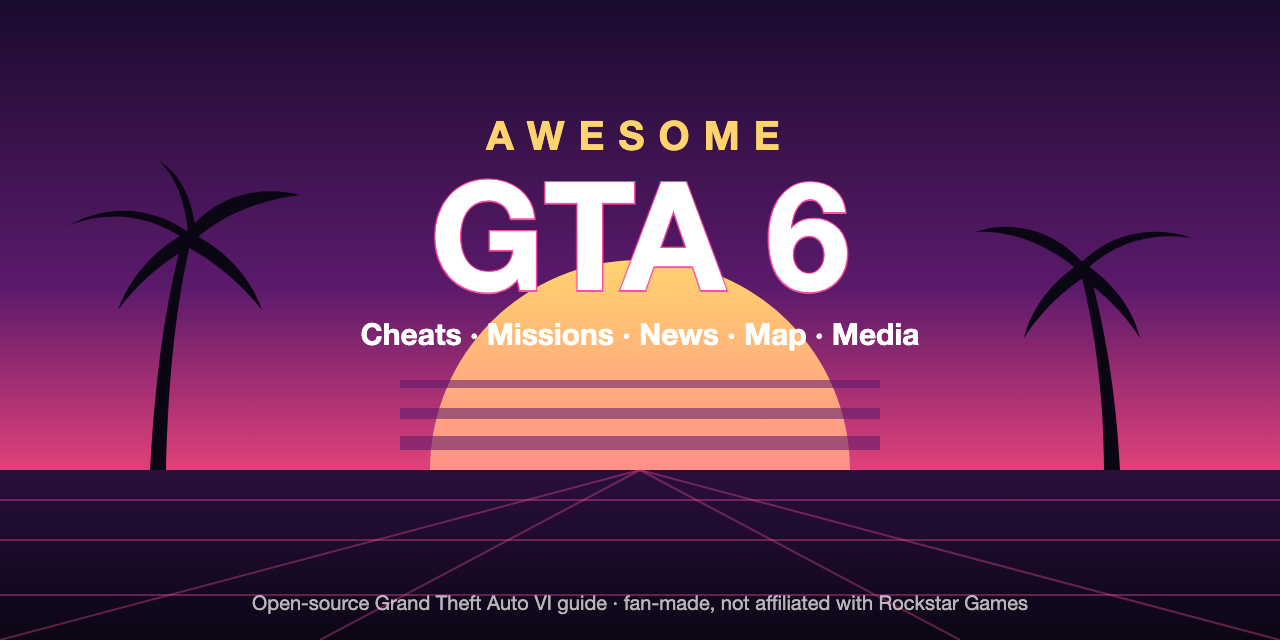 AWESOME
GTA 6
Cheats · Missions · News · Map · Media
Open-source Grand Theft Auto VI guide · fan-made, not affiliated with Rockstar Games